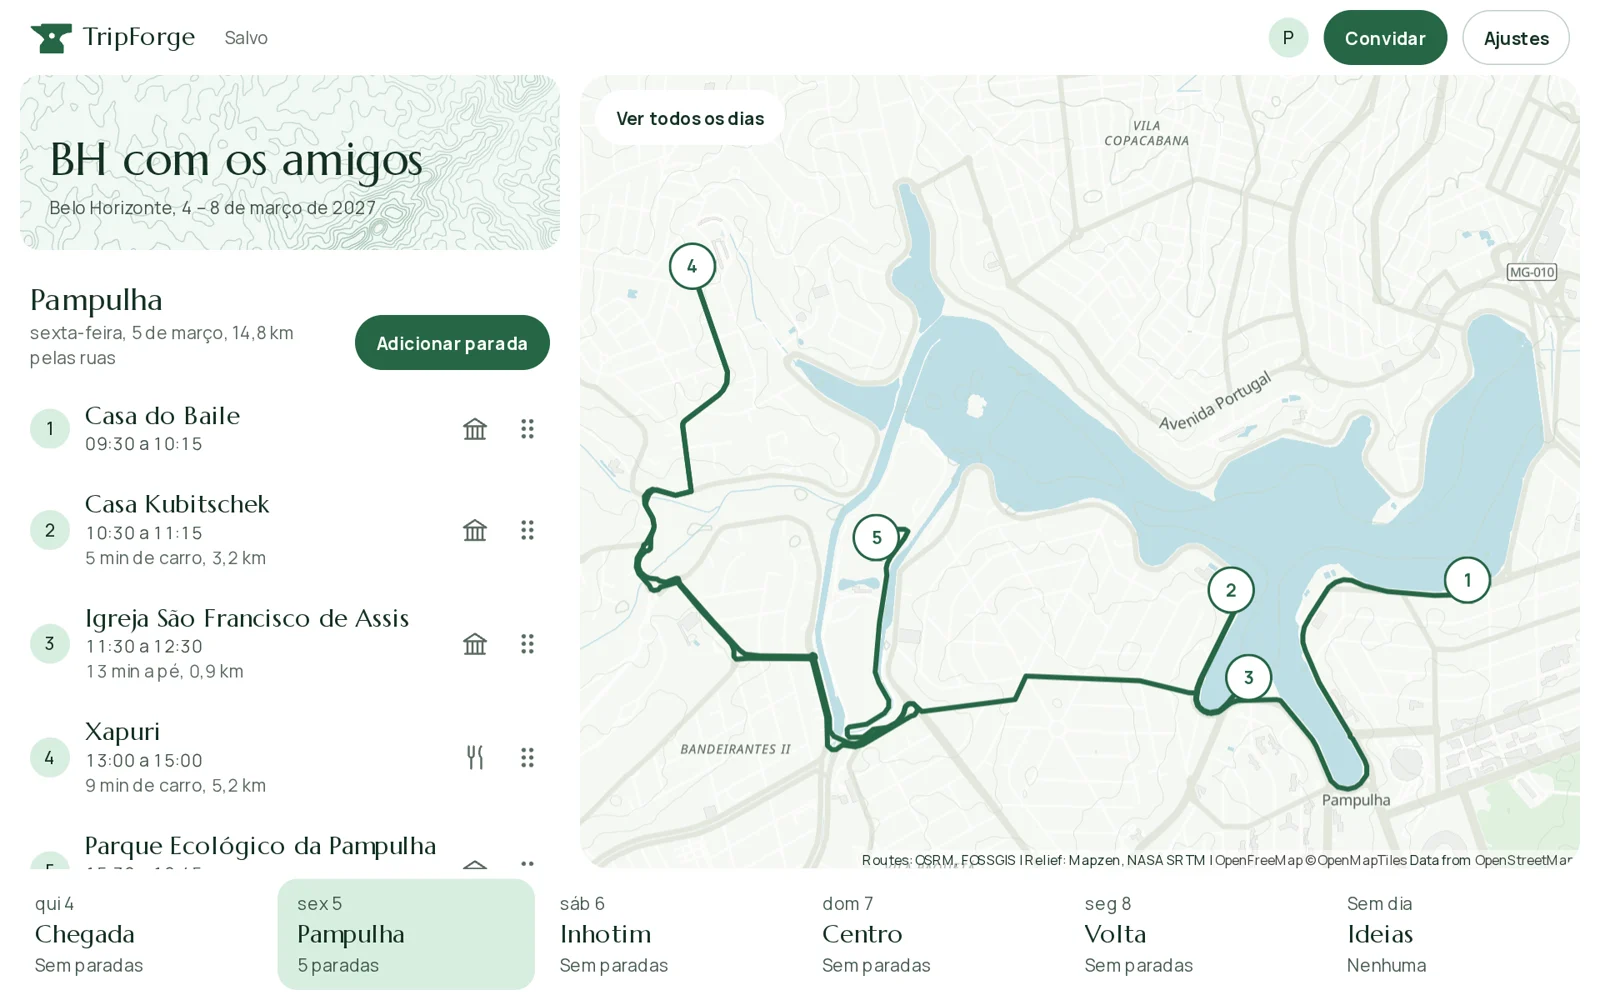 TripForge
Salvo
P
Convidar
Ajustes
BH com os amigos
Belo Horizonte, 4 – 8 de março de 2027
Pampulha
sexta-feira, 5 de março, 14,8 km
pelas ruas
Adicionar parada
1
Casa do Baile
09:30 a 10:15
2
Casa Kubitschek
10:30 a 11:15
5 min de carro, 3,2 km
3
Igreja São Francisco de Assis
11:30 a 12:30
13 min a pé, 0,9 km
4
Xapuri
13:00 a 15:00
9 min de carro, 5,2 km
Parque Ecológico da Pampulha
Ver todos os dias
VILA
COPACABANA
MG-010
Avenida Portugal
4
5
2
1
3
BANDEIRANTES II
Pampulha
Routes: OSRM, FOSSGIS | Relief: Mapzen, NASA SRTM | OpenFreeMap © OpenMapTiles Data from OpenStreetMap
qui 4
Chegada
Sem paradas
sex 5
Pampulha
5 paradas
sáb 6
Inhotim
Sem paradas
dom 7
Centro
Sem paradas
seg 8
Volta
Sem paradas
Sem dia
Ideias
Nenhuma